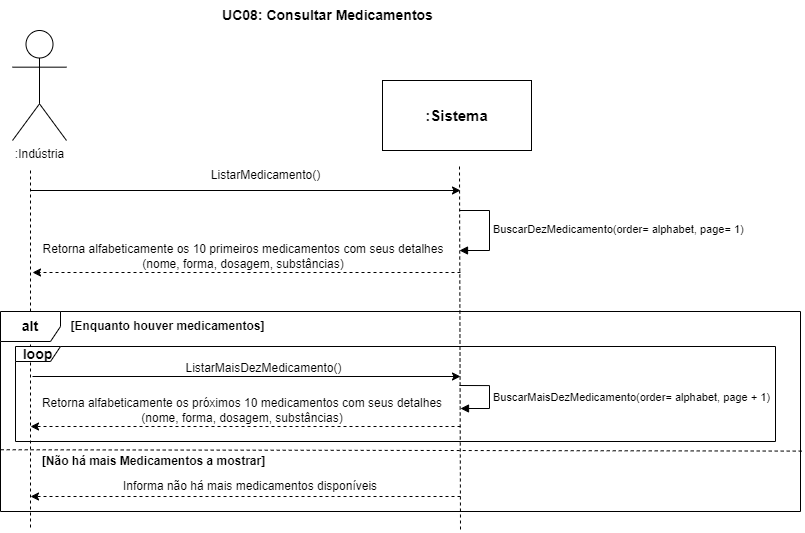 UC08: Consultar Medicamentos
:Sistema
:Indústria
ListarMedicamento()
BuscarDezMedicamento(order= alphabet, page= 1)
Retorna alfabeticamente os 10 primeiros medicamentos com seus detalhes
(nome, forma, dosagem, substâncias)
alt
[Enquanto houver medicamentos]
loop
ListarMaisDezMedicamento()
BuscarMaisDezMedicamento(order= alphabet, page + 1)
Retorna alfabeticamente os próximos 10 medicamentos com seus detalhes
(nome, forma, dosagem, substâncias)
[Não há mais Medicamentos a mostrar]
Informa não há mais medicamentos disponíveis